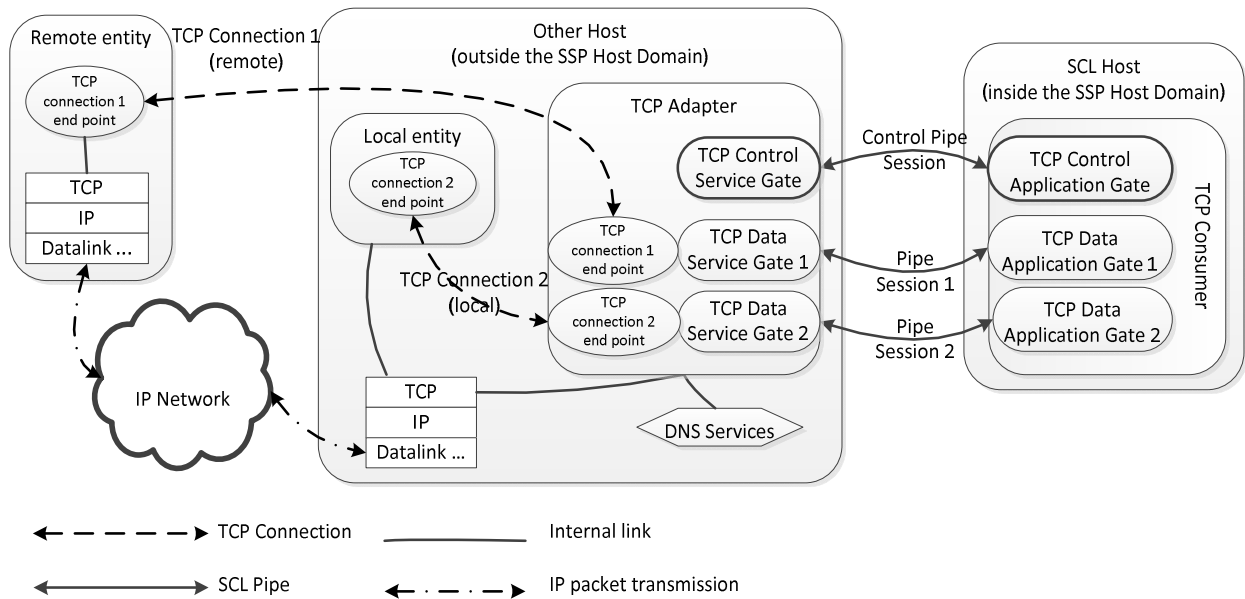 Remote entity
TCP
connection 1
end point
TCP
IP
Datalink ...
TCP Connection 1
(remote)
IP Network
Other Host
(outside the SSP Host Domain)
Local entity
TCP
connection 2
end point
TCP Connection 2
(local)
TCP
IP
Datalink ...
TCP Adapter
TCP Control
Service Gate
TCP
connection 1
end point
TCP Data
Service Gate 1
TCP
connection 2
end point
TCP Data
Service Gate 2
DNS Services
Control Pipe
Session
Pipe
Session 1
Pipe
Session 2
SCL Host
(inside the SSP Host Domain)
TCP Control
Application Gate
TCP Data
Application Gate 1
TCP Data
Application Gate 2
TCP Consumer
TCP Connection
Internal link
SCL Pipe
IP packet transmission